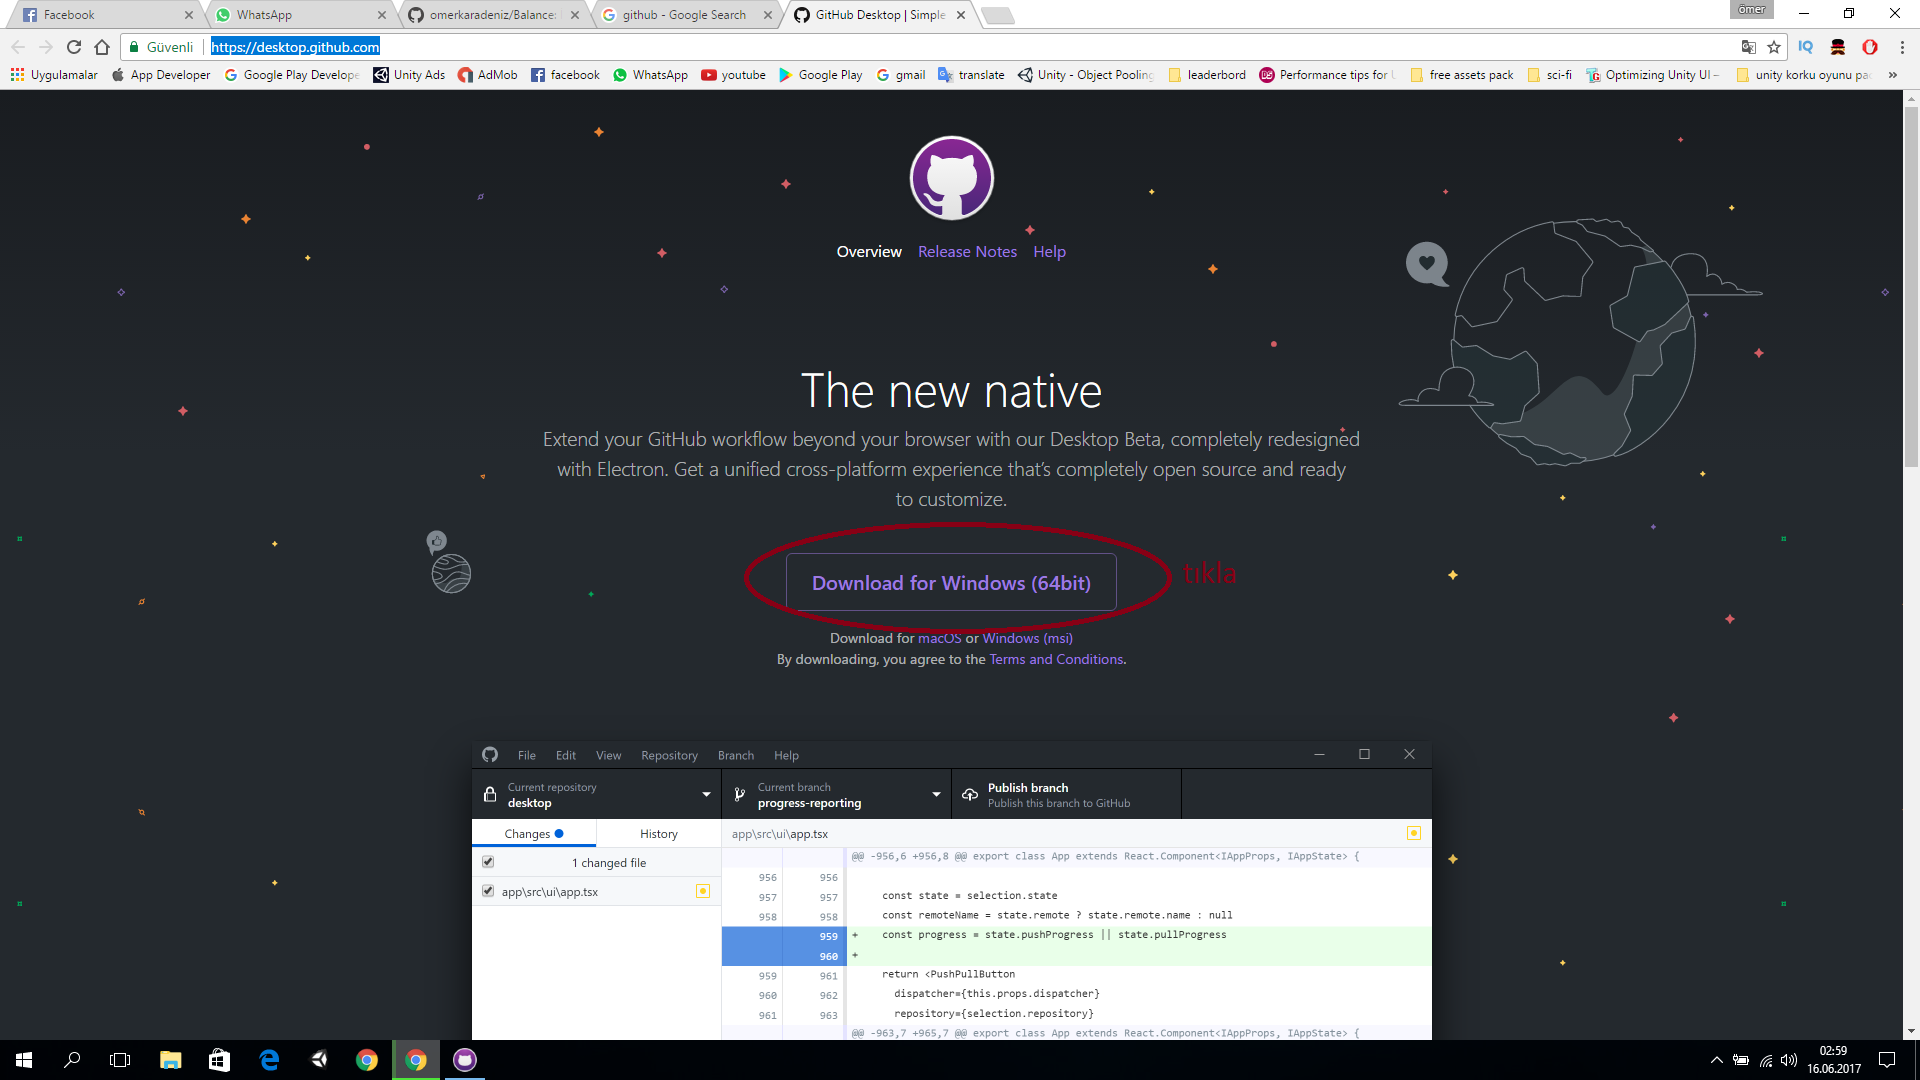 Facebook
WhatsApp
omerkaradeniz/Balance:
github - Google Search
GitHub Desktop | Simple
ömer
Güvenli
https://desktop.github.com
Uygulamalar
App Developer
Google Play Develope
Unity Ads
AdMob
facebook
WhatsApp
youtube
Google Play
gmail
translate
Unity - Object Pooling
leaderbord
Performance tips for
free assets pack
sci-fi
Optimizing Unity UI –
unity korku oyunu pa
»
Overview Release Notes Help
The new native
Extend your GitHub workflow beyond your browser with our Desktop Beta, completely redesigned
with Electron. Get a unified cross-platform experience that's completely open source and ready
to customize.
Download for Windows (64bit)
tıkla
Download for macOS or Windows (msi)
By downloading, you agree to the Terms and Conditions.
File Edit View Repository Branch Help
Current repository
desktop
Current branch
progress-reporting
Publish branch
Publish this branch to GitHub
Changes
History
app\src\ui\app.tsx
1 changed file
app\src\ui\app.tsx
@@ -956,6 +956,8 @@ export class App extends React.Component<IAppProps, IAppState> {
956 956
957 957 const state = selection.state
958 958 const remoteName = state.remote ? state.remote.name : null
959 + const progress = state.pushProgress || state.pullProgress
960 +
959 961 return <PushPullButton
960 962 dispatcher={this.props.dispatcher}
961 963 repository={selection.repository}
@@ -963,7 +965,7 @@ export class App extends React.Component<IAppProps, IAppState> {
02:59
16.06.2017